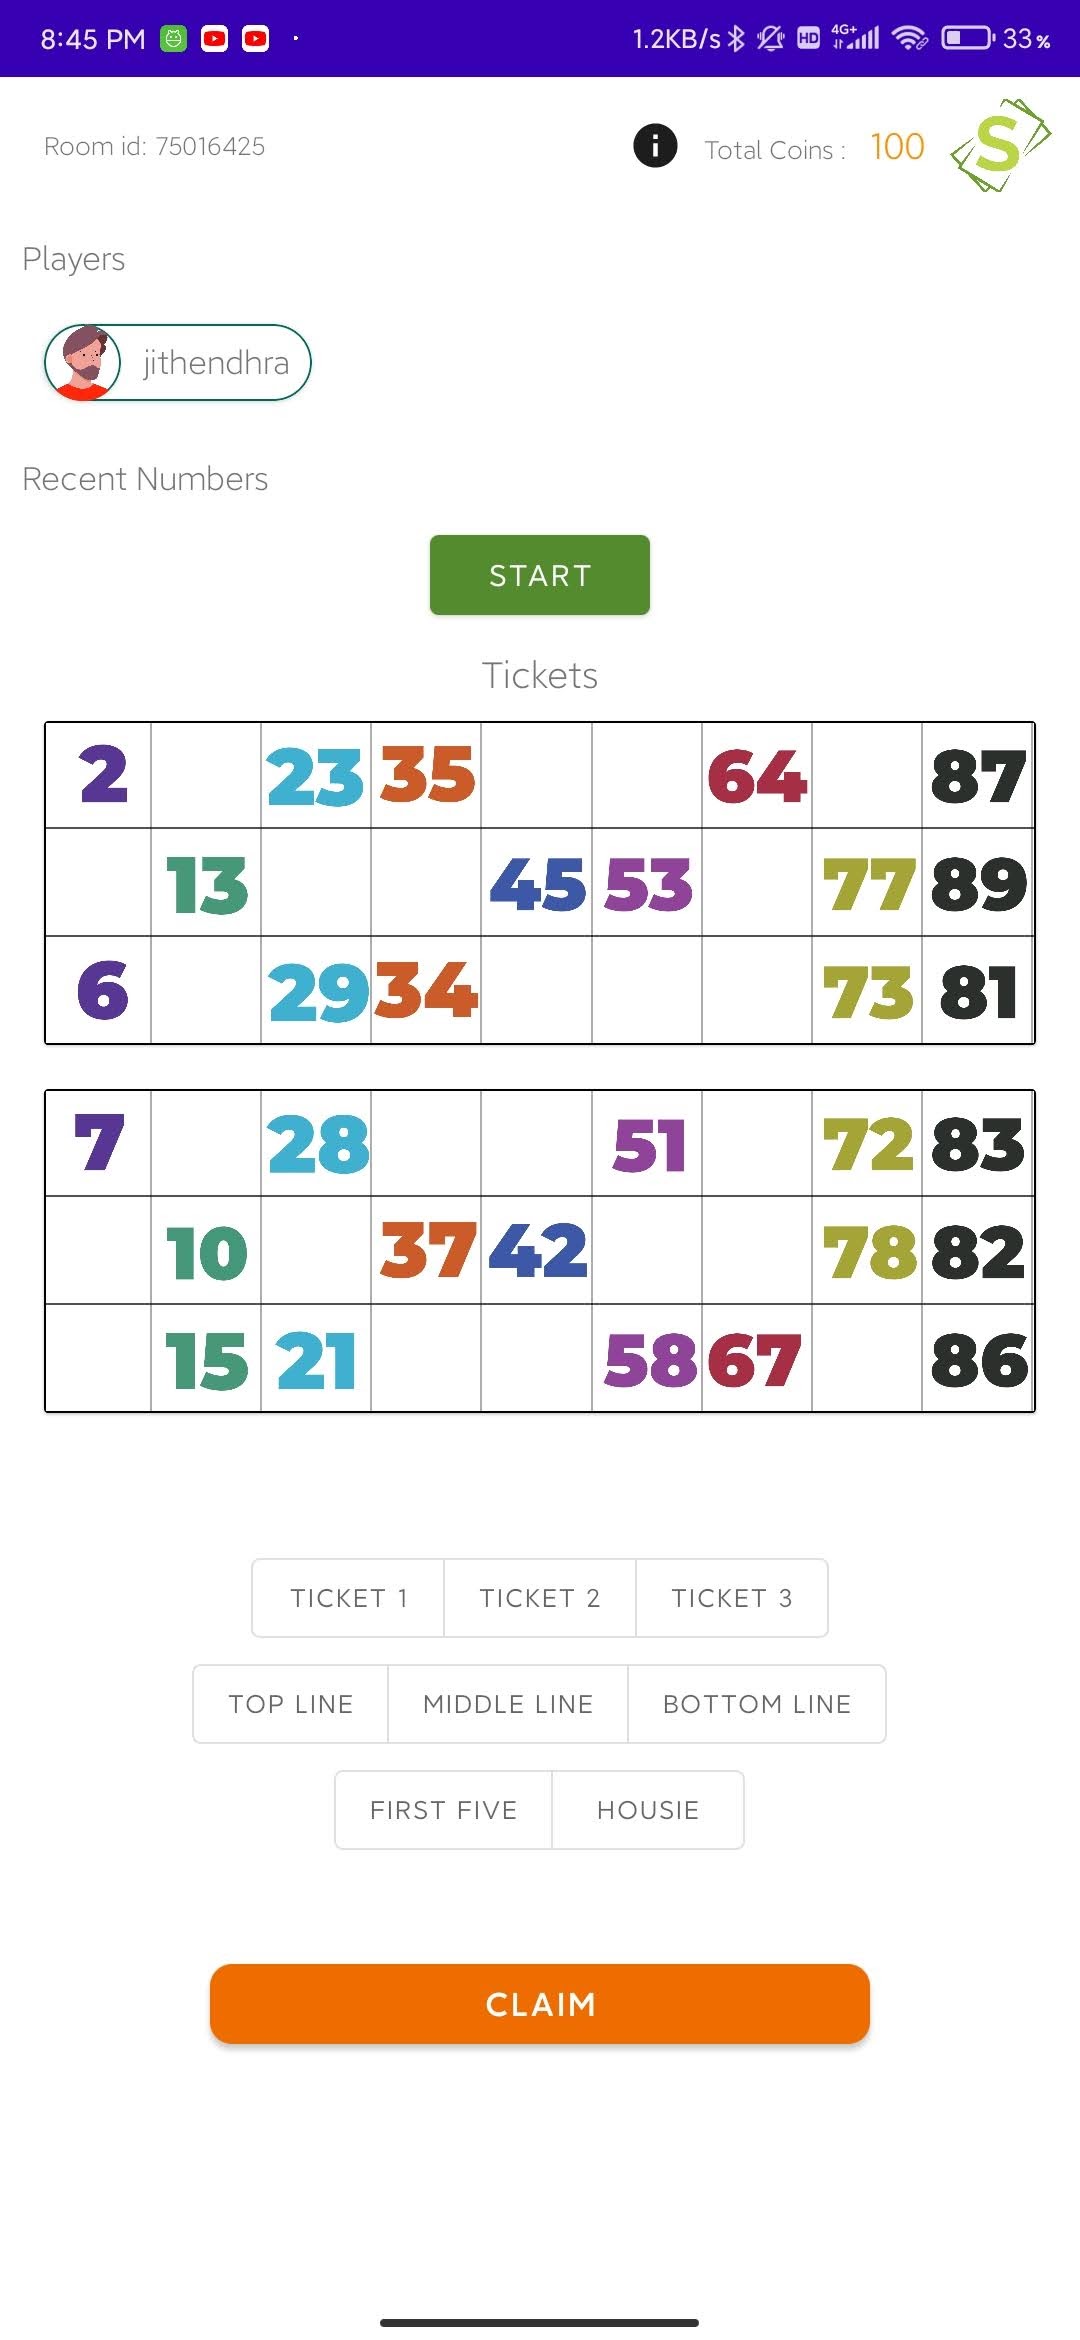 8:45 PM 1.2KB/s HD 4G+ 33%
Room id: 75016425 i Total Coins : 100 S
Players
jithendhra
Recent Numbers
START
Tickets
2 23 35 64 87
13 45 53 77 89
6 29 34 73 81
7 28 51 72 83
10 37 42 78 82
15 21 58 67 86
TICKET 1 TICKET 2 TICKET 3
TOP LINE MIDDLE LINE BOTTOM LINE
FIRST FIVE HOUSIE
CLAIM